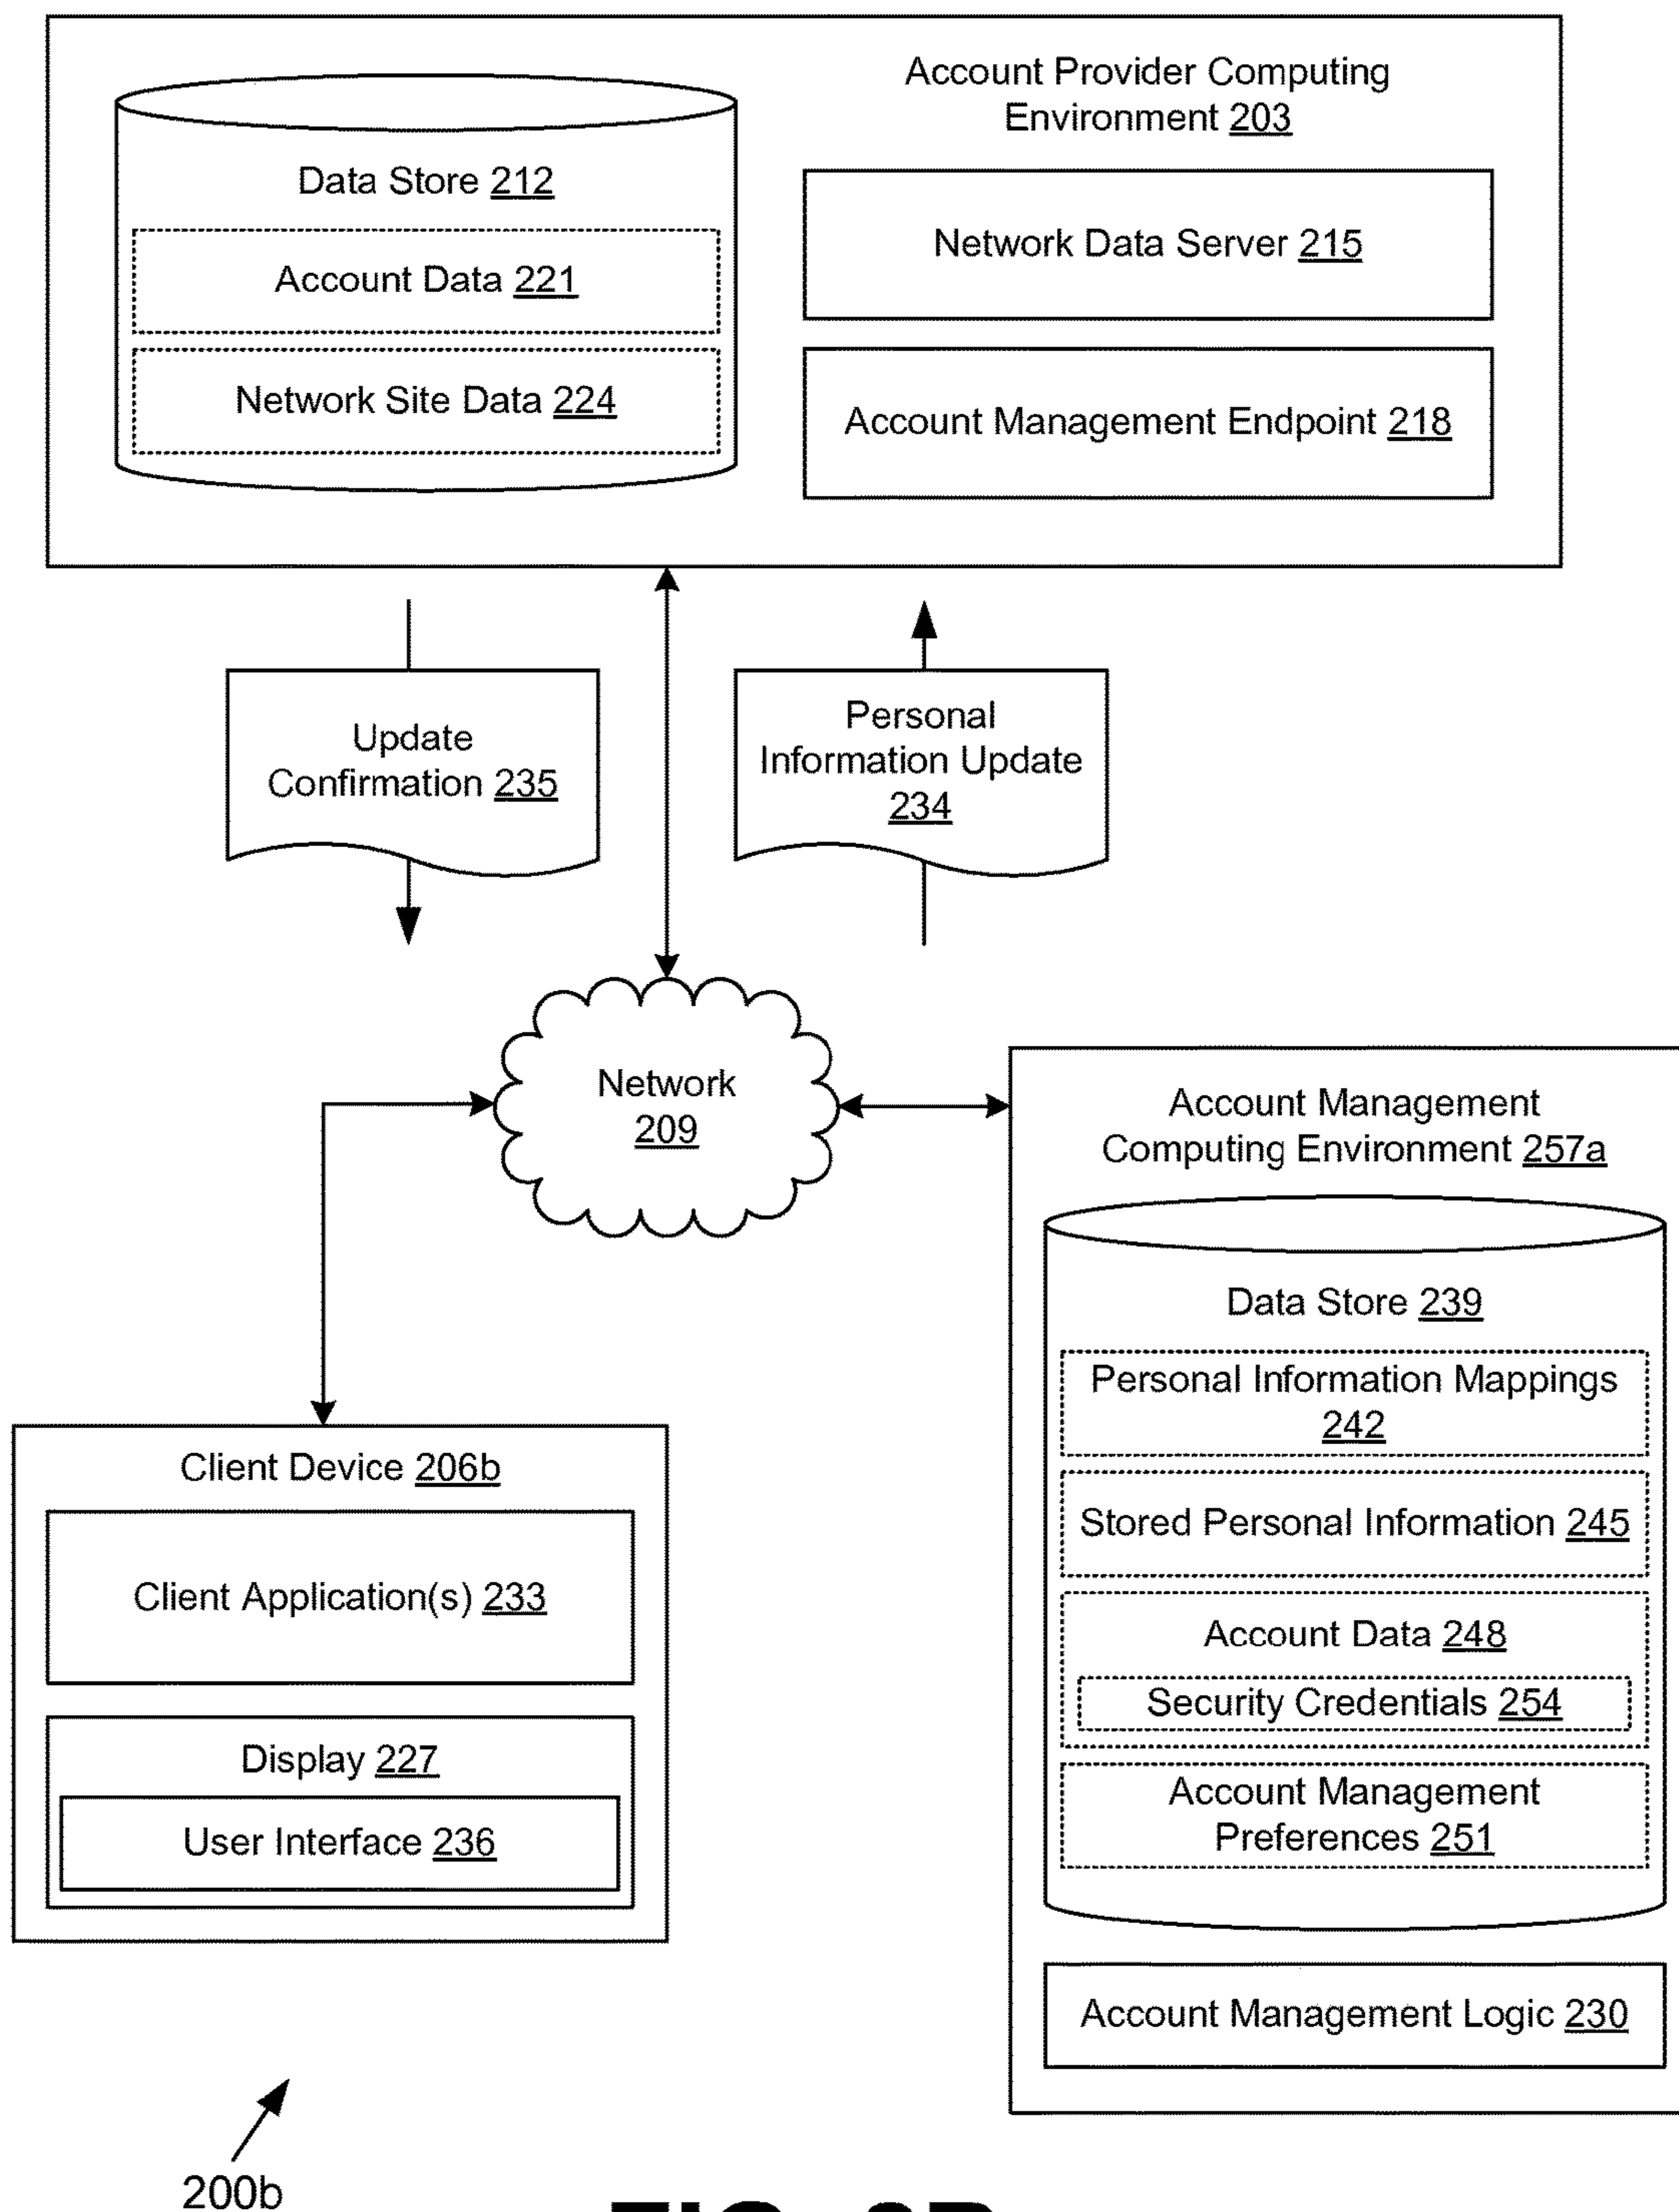 Account Provider Computing
Environment 203
Data Store 212
Account Data 221
Network Site Data 224
Network Data Server 215
Account Management Endpoint 218
Update
Confirmation 235
Personal
Information Update
234
Network
209
Account Management
Computing Environment 257a
Data Store 239
Personal Information Mappings
242
Stored Personal Information 245
Account Data 248
Security Credentials 254
Account Management
Preferences 251
Account Management Logic 230
Client Device 206b
Client Application(s) 233
Display 227
User Interface 236
200b